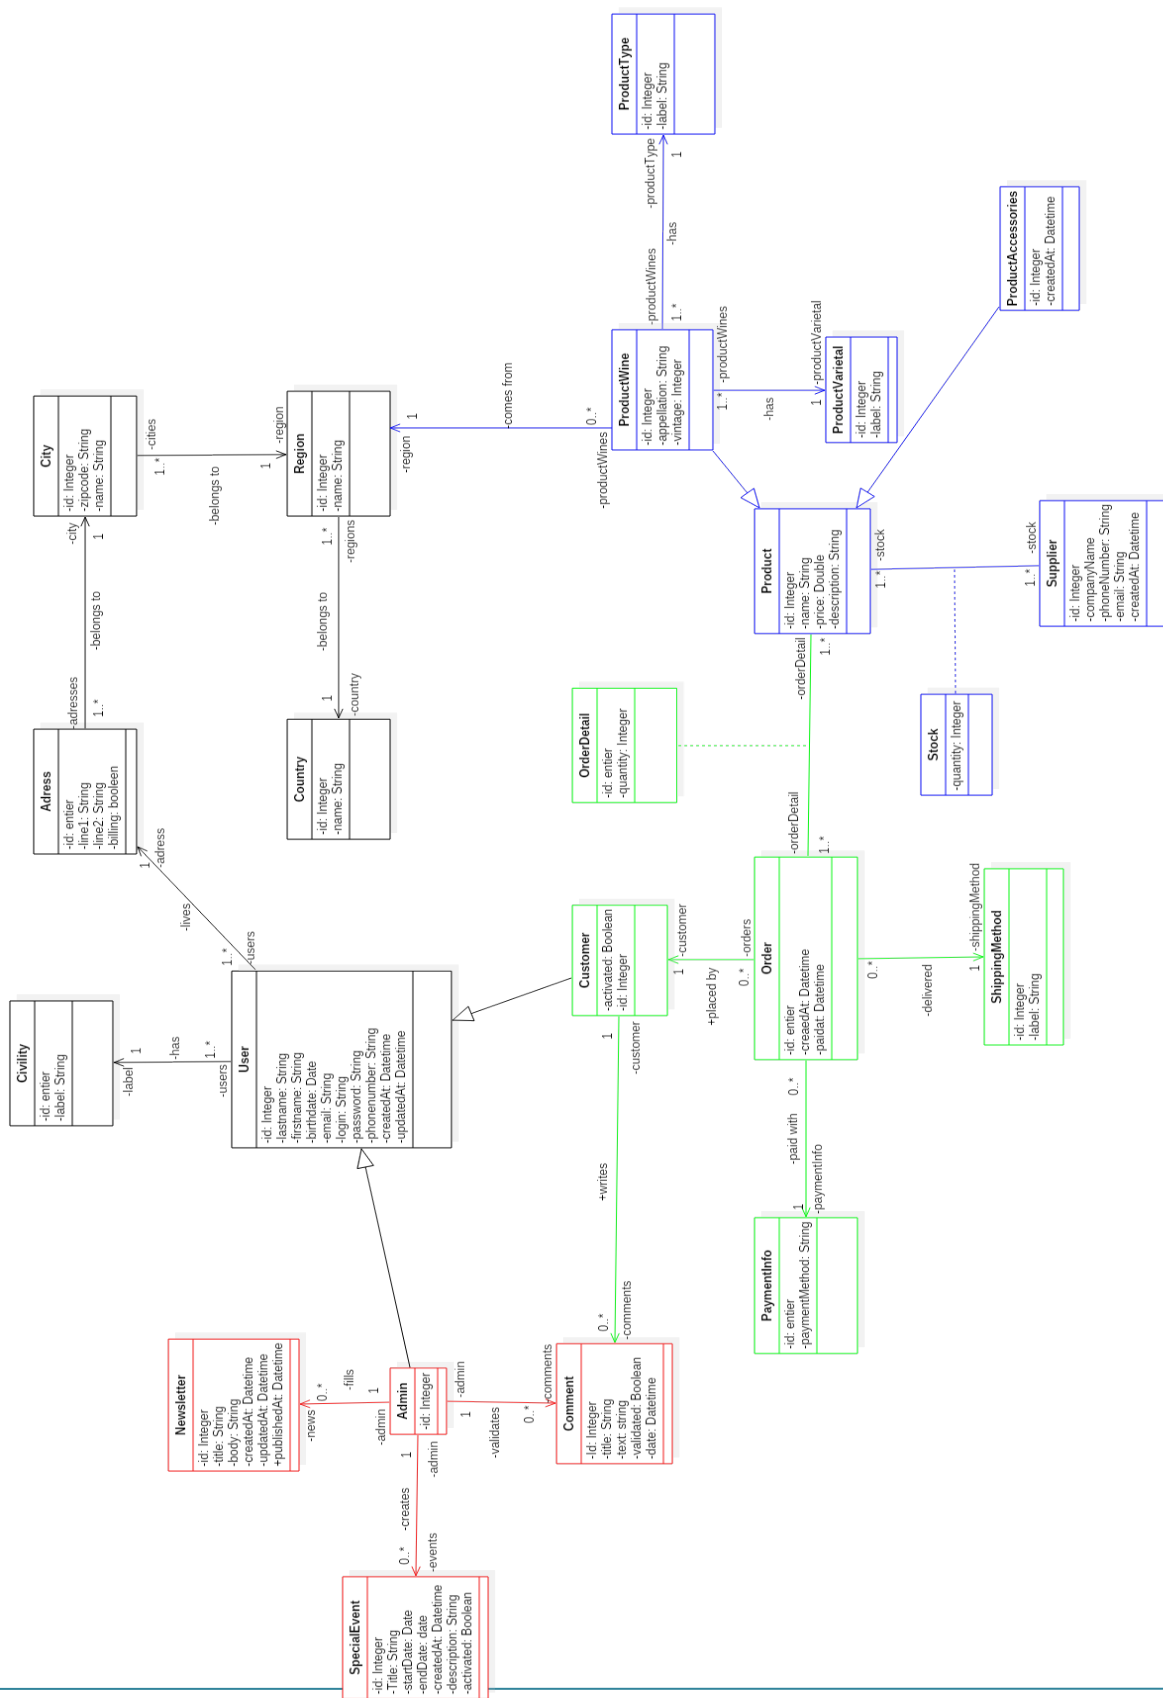 ProductType
-id: Integer
-label: String
-productType
1
-has
-productWines
1..*
ProductAccessories
-id: Integer
-createdAt: Datetime
City
-id: Integer
-zipcode: String
-name: String
-cities
1..*
-belongs to
-region
1
Region
-id: Integer
-name: String
1
-region
-comes from
0..*
-productWines
ProductWine
-id: Integer
-appellation: String
-vintage: Integer
-productWines
1..*
-has
-productVarietal
1
ProductVarietal
-id: Integer
-label: String
-city
1
-belongs to
-adresses
1..*
1..*
-regions
-belongs to
1
-country
Product
-id: Integer
-name: String
-price: Double
-description: String
-stock
1..*
-stock
1..*
Supplier
-id: Integer
-companyName
-phoneNumber: String
-email: String
-createdAt: Datetime
Adress
-id: entier
-line1: String
-line2: String
-billing: booleen
Country
-id: Integer
-name: String
OrderDetail
-id: entier
-quantity: Integer
-orderDetail
1..*
-orderDetail
1..*
Stock
-quantity: Integer
1
-adress
-lives
1..*
-users
Civility
-id: entier
-label: String
1
-label
-has
1..*
-users
User
-id: Integer
-lastname: String
-firstname: String
-birthdate: Date
-email: String
-login: String
-password: String
-phonenumber: String
-createdAt: Datetime
-updatedAt: Datetime
Customer
-activated: Boolean
-id: Integer
-customer
1
+placed by
-orders
0..*
Order
-id: entier
-creaedAt: Datetime
-paidat: Datetime
0..*
-delivered
-shippingMethod
1
ShippingMethod
-id: Integer
-label: String
1
-customer
+writes
0..*
-comments
0..*
-paid with
1
-paymentInfo
PaymentInfo
-id: entier
-paymentMethod: String
Newsletter
-id: Integer
-title: String
-body: String
-createdAt: Datetime
-updatedAt: Datetime
+publishedAt: Datetime
0..*
-news
-fills
1
-admin
Admin
-id: Integer
-admin
1
-validates
-comments
0..*
Comment
-Id: Integer
-title: String
-text: string
-validated: Boolean
-date: Datetime
1
-admin
-creates
0..*
-events
SpecialEvent
-id: Integer
-Title: String
-startDate: Date
-endDate: date
-createdAt: Datetime
-description: String
-activated: Boolean